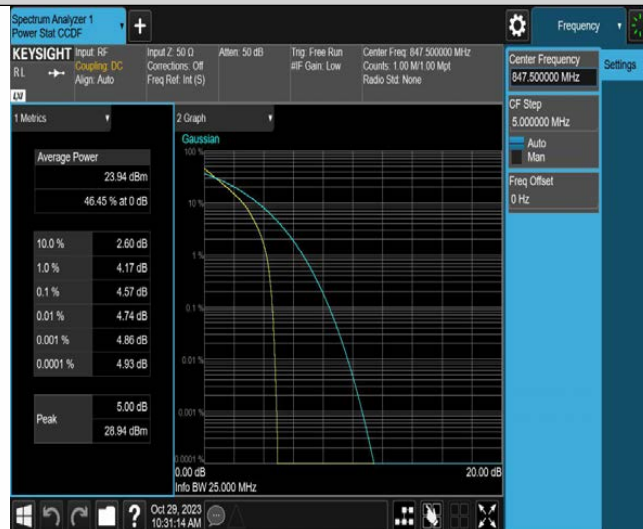 Spectrum Analyzer 1
Power Stat CCDF
+
Frequency
KEYSIGHT
RL
LXI
Input: RF
Coupling: DC
Align: Auto
Input Z: 50 Ω
Corrections: Off
Freq Ref: Int (S)
Atten: 50 dB
Trig: Free Run
#IF Gain: Low
Center Freq: 847.500000 MHz
Counts: 1.00 M/1.00 Mpt
Radio Std: None
Center Frequency
847.500000 MHz
Settings
CF Step
5.000000 MHz
Auto
Man
Freq Offset
0 Hz
1 Metrics
Average Power
23.94 dBm
46.45 % at 0 dB
10.0 % 2.60 dB
1.0 % 4.17 dB
0.1 % 4.57 dB
0.01 % 4.74 dB
0.001 % 4.86 dB
0.0001 % 4.93 dB
Peak
5.00 dB
28.94 dBm
2 Graph
Gaussian
100 %
10 %
1 %
0.1 %
0.01 %
0.001 %
0.0001 %
0.00 dB
20.00 dB
Info BW 25.000 MHz
?
Oct 29, 2023
10:31:14 AM